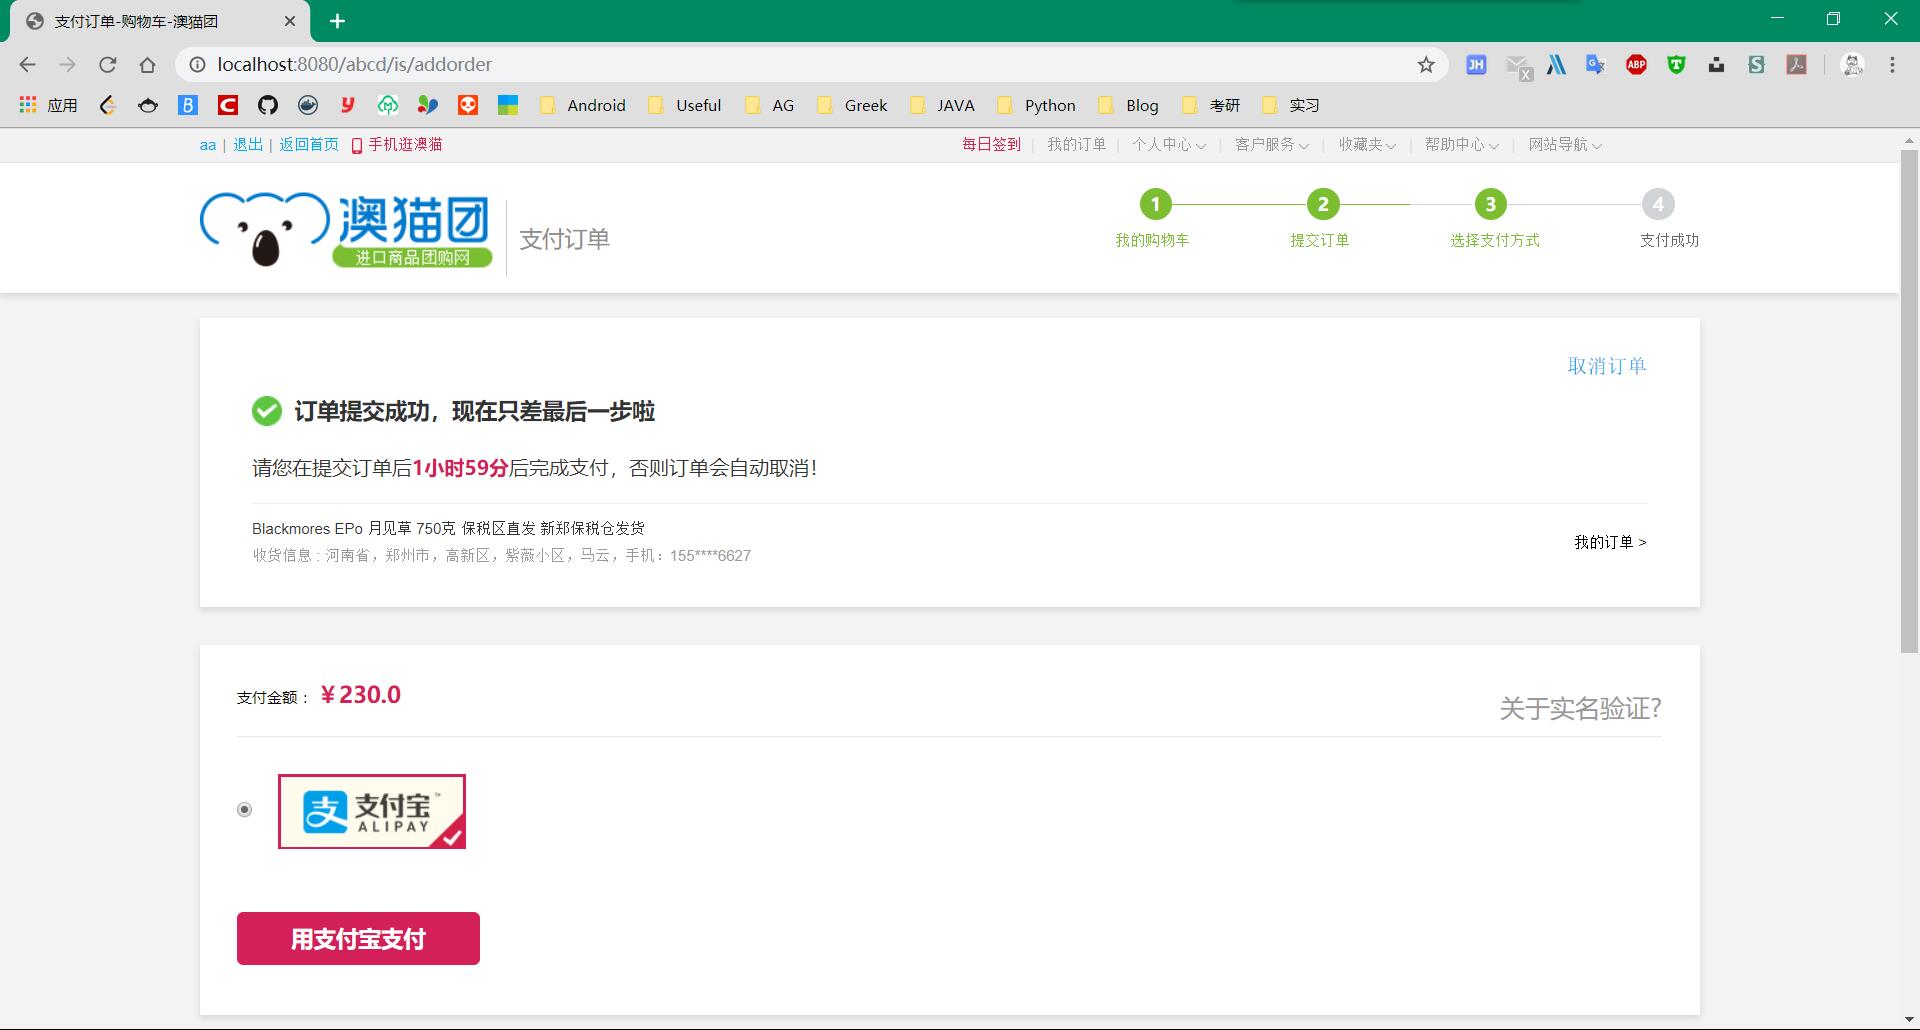 支付订单-购物车-澳猫团
localhost:8080/abcd/is/addorder
应用 Android Useful AG Greek JAVA Python Blog 考研 实习
aa | 退出 | 返回首页 手机逛澳猫
每日签到 | 我的订单 | 个人中心 | 客户服务 | 收藏夹 | 帮助中心 | 网站导航
澳猫团
进口商品团购网
支付订单
1 2 3 4
我的购物车 提交订单 选择支付方式 支付成功
取消订单
订单提交成功，现在只差最后一步啦
请您在提交订单后1小时59分后完成支付，否则订单会自动取消！
Blackmores EPo 月见草 750克 保税区直发 新郑保税仓发货
收货信息 : 河南省，郑州市，高新区，紫薇小区，马云，手机：155****6627
我的订单 >
支付金额： ￥230.0
关于实名验证?
支 支付宝™
ALIPAY
用支付宝支付